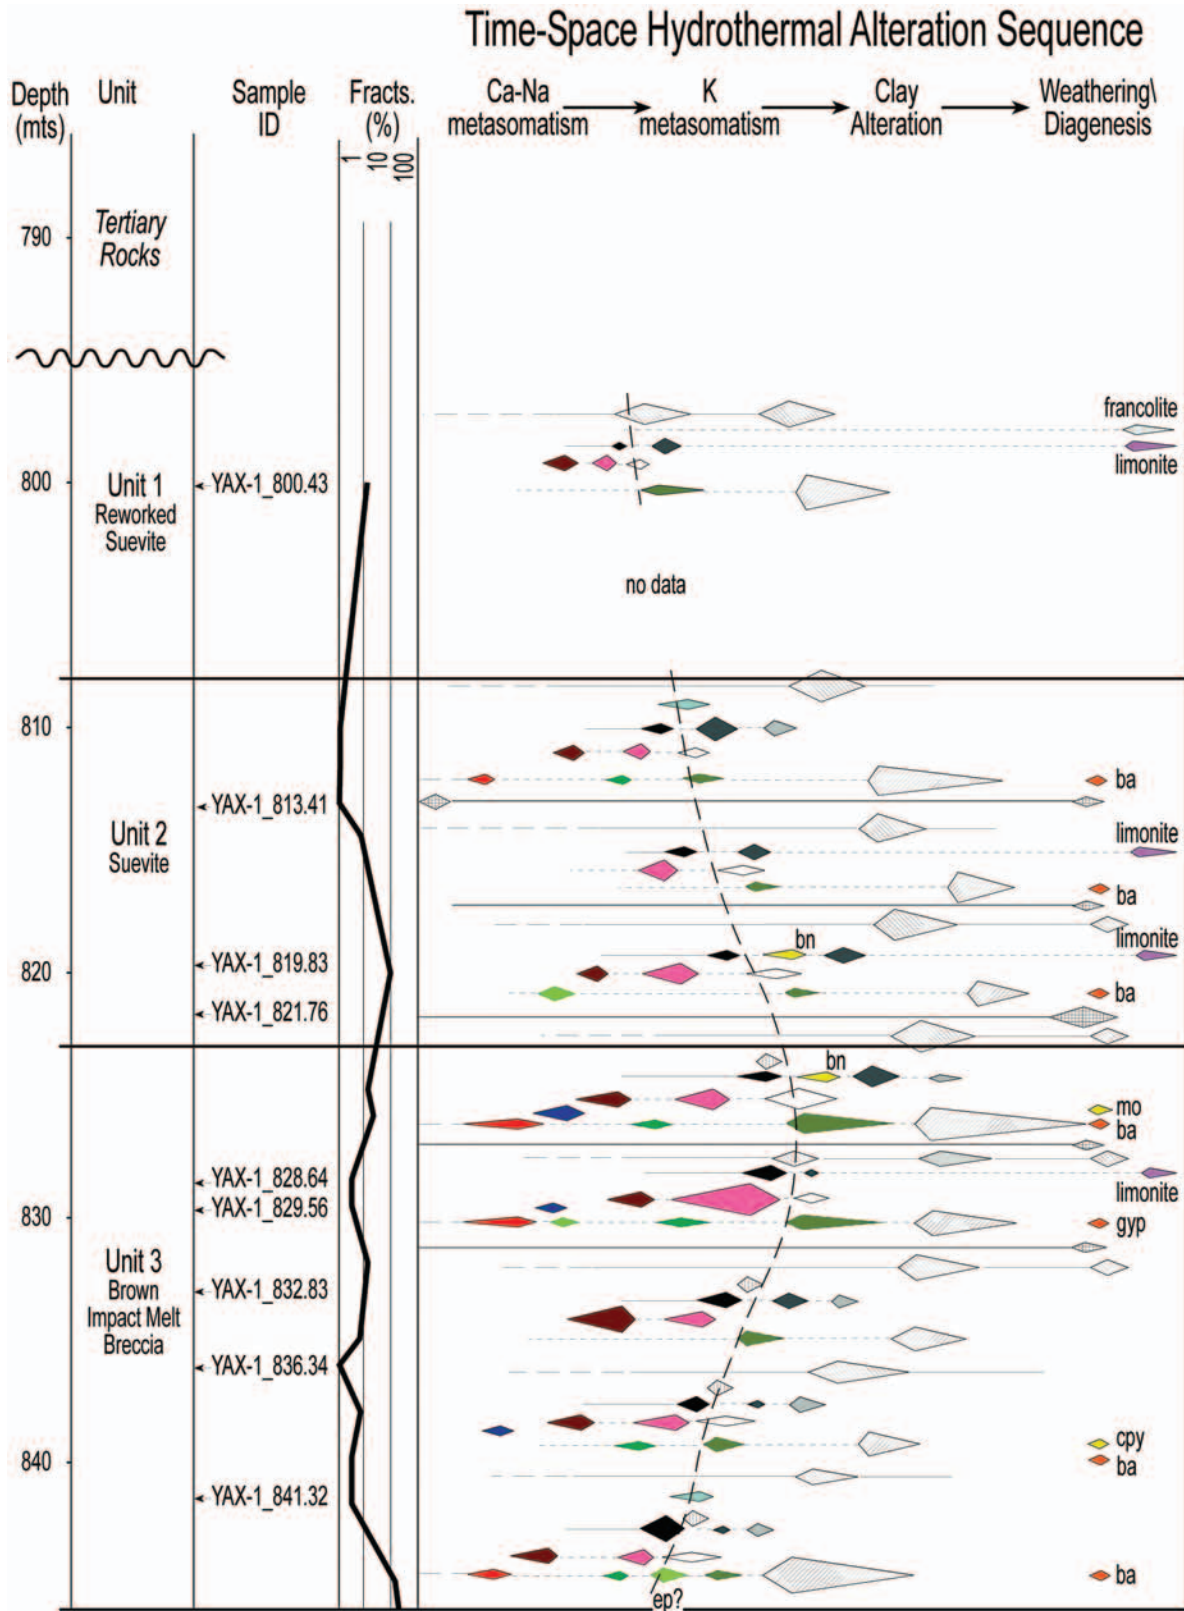 Time-Space Hydrothermal Alteration Sequence
Depth
(mts)
Unit
Sample
ID
Fracts.
(%)
Ca-Na
metasomatism
K
metasomatism
Clay
Alteration
Weathering\
Diagenesis
1
10
100
790
Tertiary
Rocks
francolite
limonite
800
Unit 1
Reworked
Suevite
YAX-1_800.43
no data
810
ba
YAX-1_813.41
Unit 2
Suevite
limonite
ba
limonite
bn
820
YAX-1_819.83
ba
YAX-1_821.76
bn
mo
ba
YAX-1_828.64
limonite
YAX-1_829.56
830
gyp
Unit 3
Brown
Impact Melt
Breccia
YAX-1_832.83
YAX-1_836.34
cpy
840
ba
YAX-1_841.32
ba
ep?